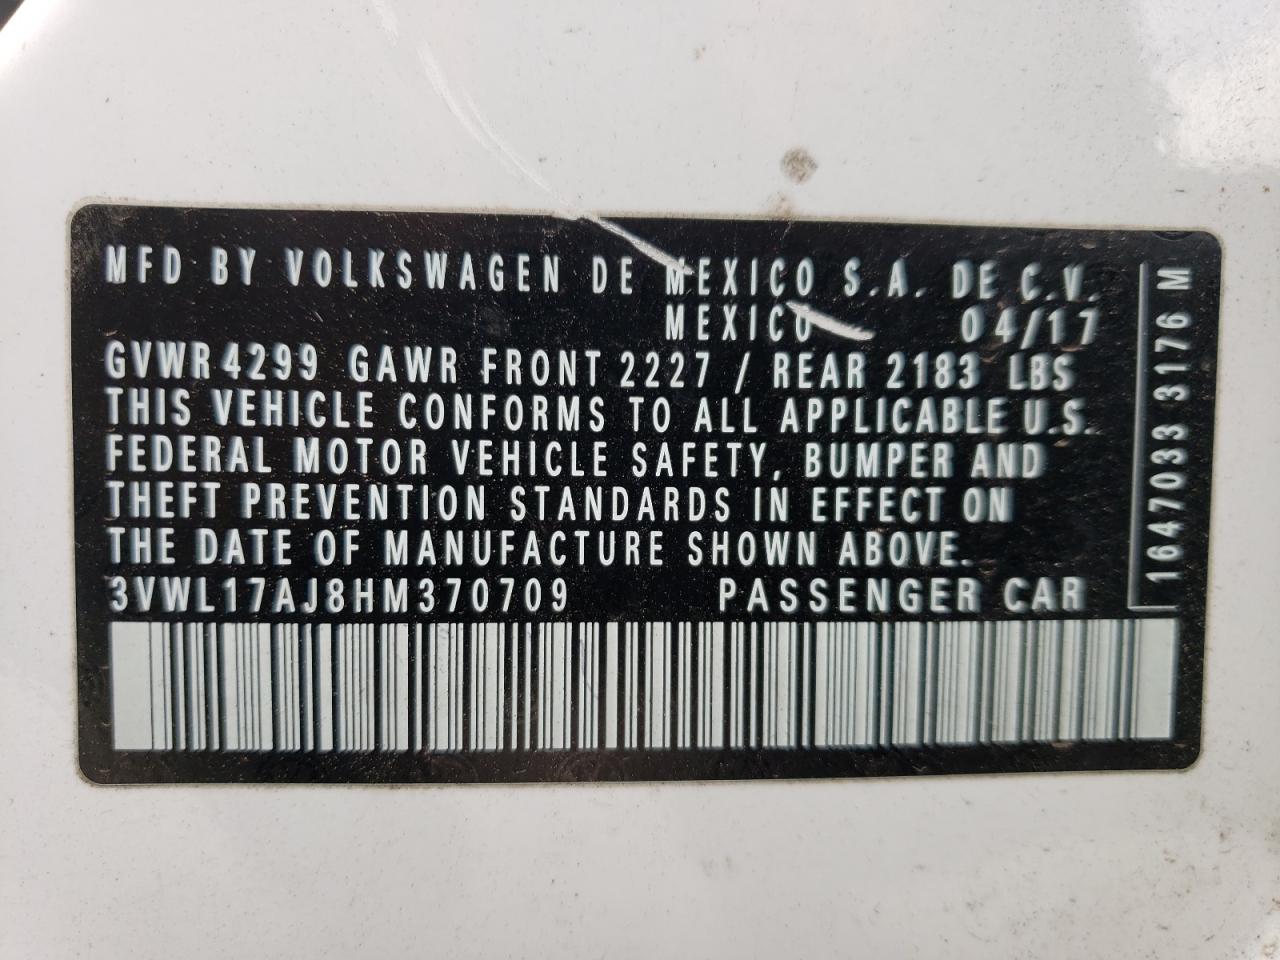 MFD BY VOLKSWAGEN DE MEXICO S.A. DE C.V.
MEXICO 04/17
GVWR 4299 GAWR FRONT 2227 / REAR 2183 LBS
THIS VEHICLE CONFORMS TO ALL APPLICABLE U.S.
FEDERAL MOTOR VEHICLE SAFETY, BUMPER AND
THEFT PREVENTION STANDARDS IN EFFECT ON
THE DATE OF MANUFACTURE SHOWN ABOVE.
3VWL17AJ8HM370709 PASSENGER CAR
1647033 3176 M